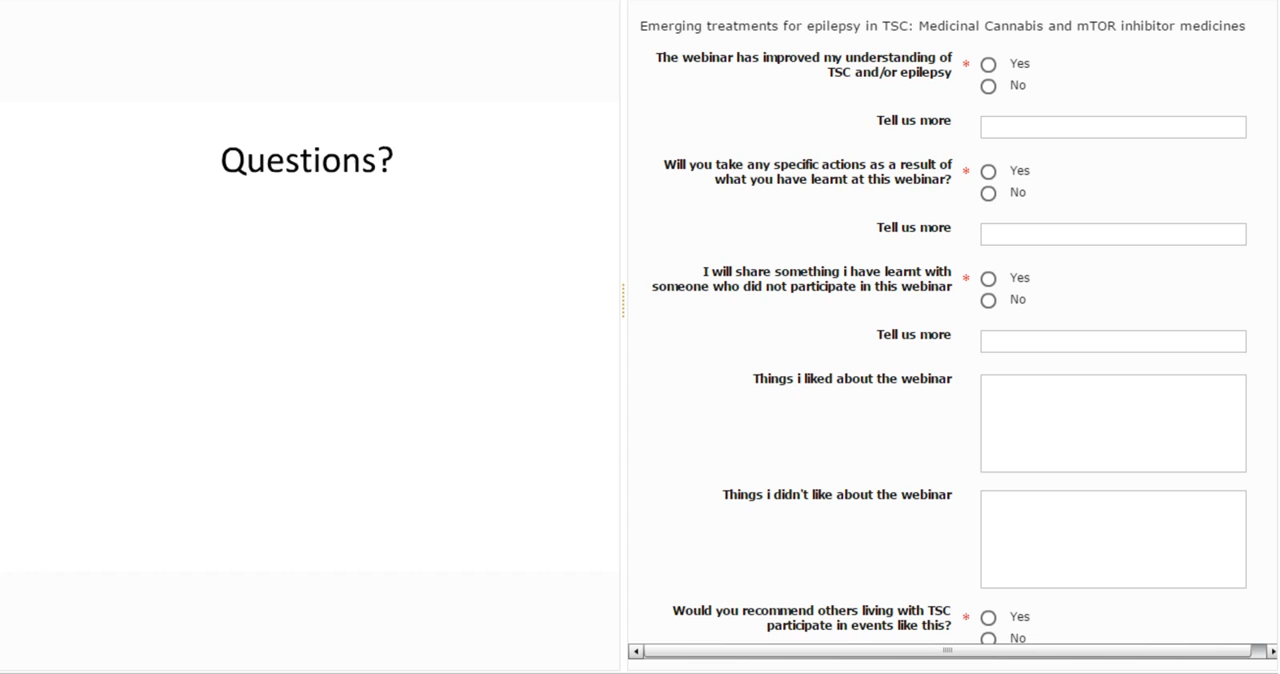 Questions?
Emerging treatments for epilepsy in TSC: Medicinal Cannabis and mTOR inhibitor medicines
The webinar has improved my understanding of
TSC and/or epilepsy
*
Yes
No
Tell us more
Will you take any specific actions as a result of
what you have learnt at this webinar?
*
Yes
No
Tell us more
I will share something i have learnt with
someone who did not participate in this webinar
*
Yes
No
Tell us more
Things i liked about the webinar
Things i didn't like about the webinar
Would you recommend others living with TSC
participate in events like this?
*
Yes
No